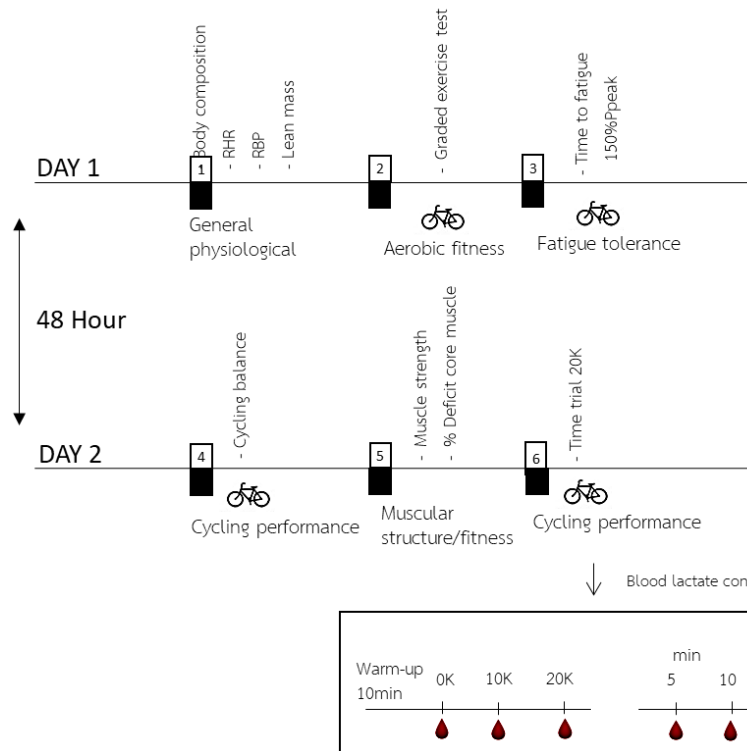 Body composition
- RHR
- RBP
- Lean mass
- Graded exercise test
- Time to fatigue
150%Ppeak
DAY 1
1
2
3
General
physiological
Aerobic fitness
Fatigue tolerance
48 Hour
- Cycling balance
- Muscle strength
- % Deficit core muscle
- Time trial 20K
DAY 2
4
5
6
Cycling performance
Muscular
structure/fitness
Cycling performance
Blood lactate con
Warm-up
10min
0K
10K
20K
min
5
10